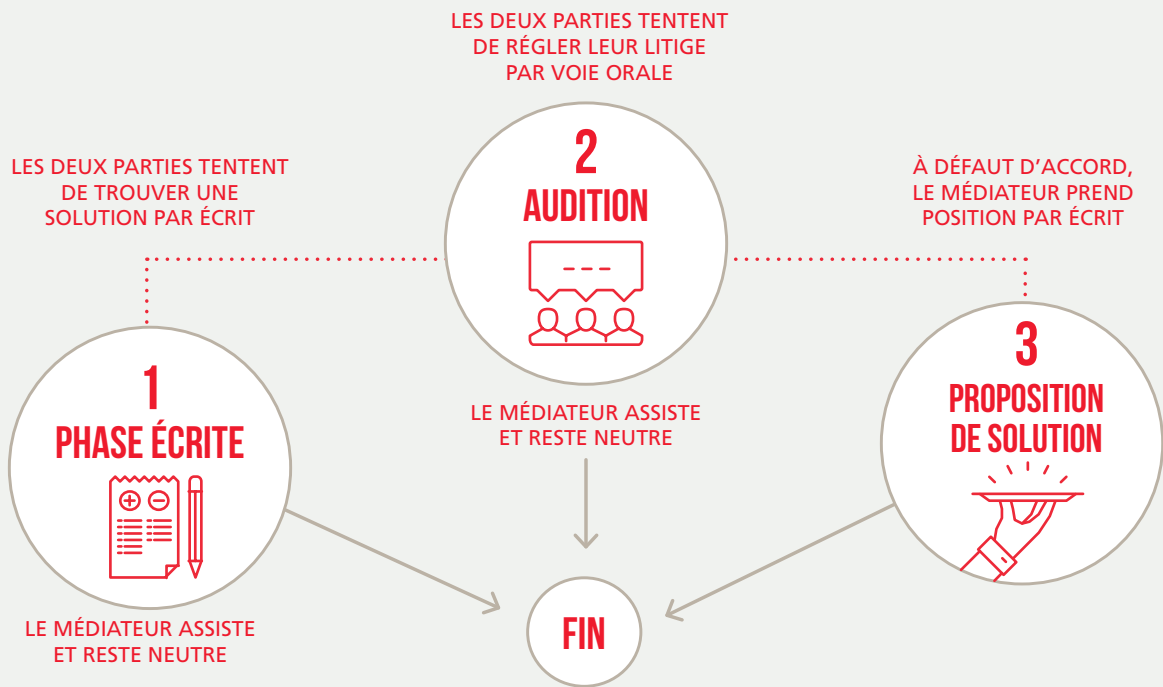 LES DEUX PARTIES TENTENT
DE RÉGLER LEUR LITIGE
PAR VOIE ORALE
LES DEUX PARTIES TENTENT
DE TROUVER UNE
SOLUTION PAR ÉCRIT
2
AUDITION
À DÉFAUT D’ACCORD,
LE MÉDIATEUR PREND
POSITION PAR ÉCRIT
1
PHASE ÉCRITE
LE MÉDIATEUR ASSISTE
ET RESTE NEUTRE
3
PROPOSITION
DE SOLUTION
LE MÉDIATEUR ASSISTE
ET RESTE NEUTRE
FIN